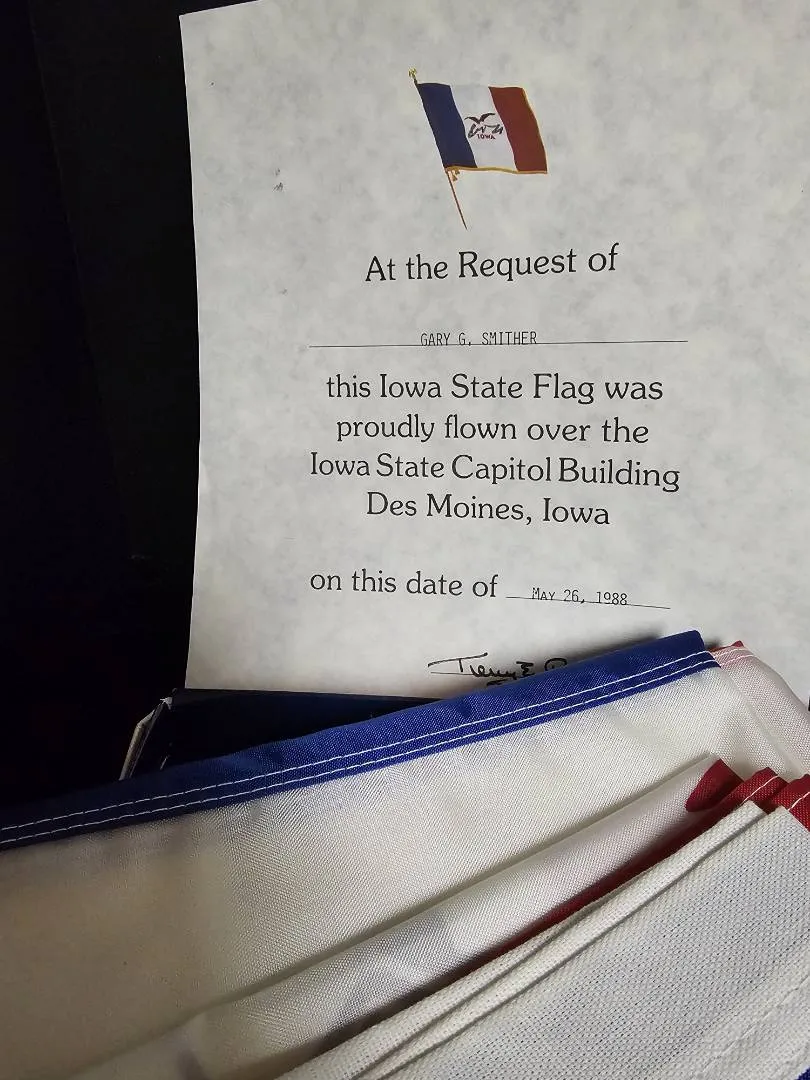 IOWA
At the Request of
GARY G. SMITHER
this Iowa State Flag was
proudly flown over the
Iowa State Capitol Building
Des Moines, Iowa
on this date of MAY 26, 1988